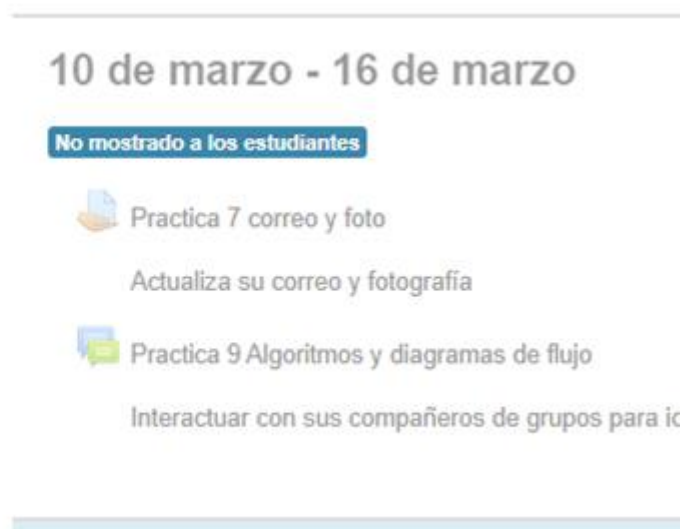 10 de marzo - 16 de marzo
No mostrado a los estudiantes
Practica 7 correo y foto
Actualiza su correo y fotografía
Practica 9 Algoritmos y diagramas de flujo
Interactuar con sus compañeros de grupos para